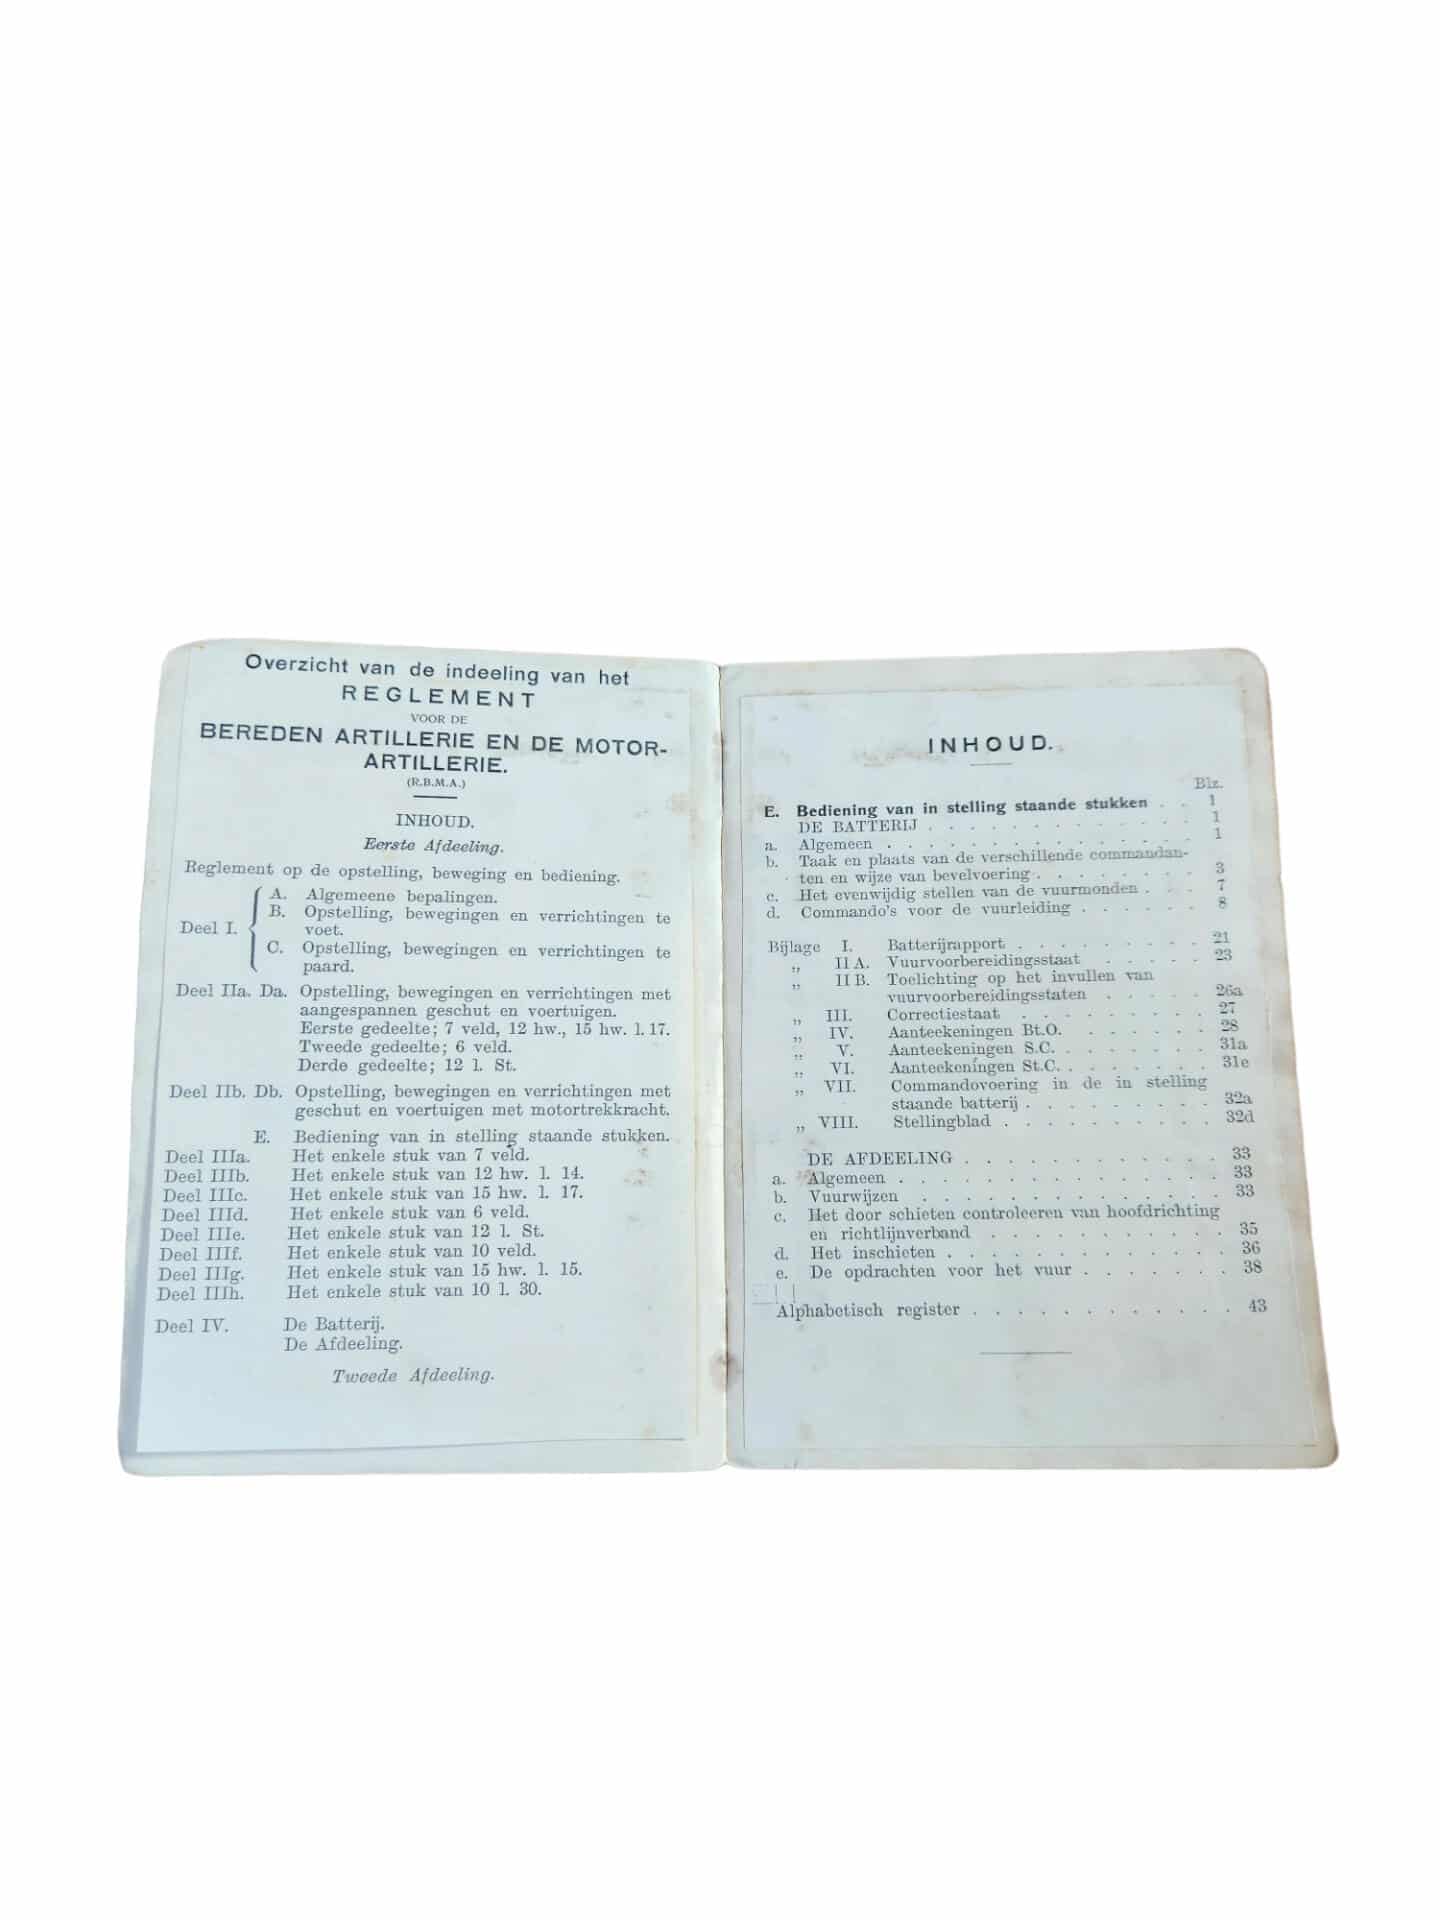 Overzicht van de indeeling van het
REGLEMENT
VOOR DE
BEREDEN ARTILLERIE EN DE MOTOR-
ARTILLERIE.
(R.B.M.A.)
INHOUD.
Eerste Afdeeling.
Reglement op de opstelling, beweging en bediening.
Deel I. A. Algemeene bepalingen.
B. Opstelling, bewegingen en verrichtingen te
voet.
C. Opstelling, bewegingen en verrichtingen te
paard.
Deel IIa. Da. Opstelling, bewegingen en verrichtingen met
aangespannen geschut en voertuigen.
Eerste gedeelte; 7 veld, 12 hw., 15 hw. l. 17.
Tweede gedeelte; 6 veld.
Derde gedeelte; 12 l. St.
Deel IIb. Db. Opstelling, bewegingen en verrichtingen met
geschut en voertuigen met motortrekkracht.
E. Bediening van in stelling staande stukken.
Deel IIIa. Het enkele stuk van 7 veld.
Deel IIIb. Het enkele stuk van 12 hw. l. 14.
Deel IIIc. Het enkele stuk van 15 hw. l. 17.
Deel IIId. Het enkele stuk van 6 veld.
Deel IIIe. Het enkele stuk van 12 l. St.
Deel IIIf. Het enkele stuk van 10 veld.
Deel IIIg. Het enkele stuk van 15 hw. l. 15.
Deel IIIh. Het enkele stuk van 10 l. 30.
Deel IV. De Batterij.
De Afdeeling.
Tweede Afdeeling.
INHOUD.
Blz.
E. Bediening van in stelling staande stukken . . 1
DE BATTERIJ . . . . . . . . . . . . . 1
a. Algemeen . . . . . . . . . . . . . . . 1
b. Taak en plaats van de verschillende commandan-
ten en wijze van bevelvoering . . . . . . . . 3
c. Het evenwijdig stellen van de vuurmonden . . . 7
d. Commando's voor de vuurleiding . . . . . . 8
Bijlage I. Batterijrapport . . . . . . . . . 21
„ II A. Vuurvoorbereidingsstaat . . . . . 23
„ II B. Toelichting op het invullen van
vuurvoorbereidingsstaten . . . . . 26a
„ III. Correctiestaat . . . . . . . . . 27
„ IV. Aanteekeningen Bt.O. . . . . . . 28
„ V. Aanteekeningen S.C. . . . . . . . 31a
„ VI. Aanteekeningen St.C. . . . . . . . 31e
„ VII. Commandovoering in de in stelling
staande batterij . . . . . . . . . 32a
„ VIII. Stellingblad . . . . . . . . . . 32d
DE AFDEELING . . . . . . . . . . . . 33
a. Algemeen . . . . . . . . . . . . . . . 33
b. Vuurwijzen . . . . . . . . . . . . . . 33
c. Het door schieten controleeren van hoofdrichting
en richtlijnverband . . . . . . . . . . . 35
d. Het inschieten . . . . . . . . . . . . . 36
e. De opdrachten voor het vuur . . . . . . . 38
Alphabetisch register . . . . . . . . . . . . 43